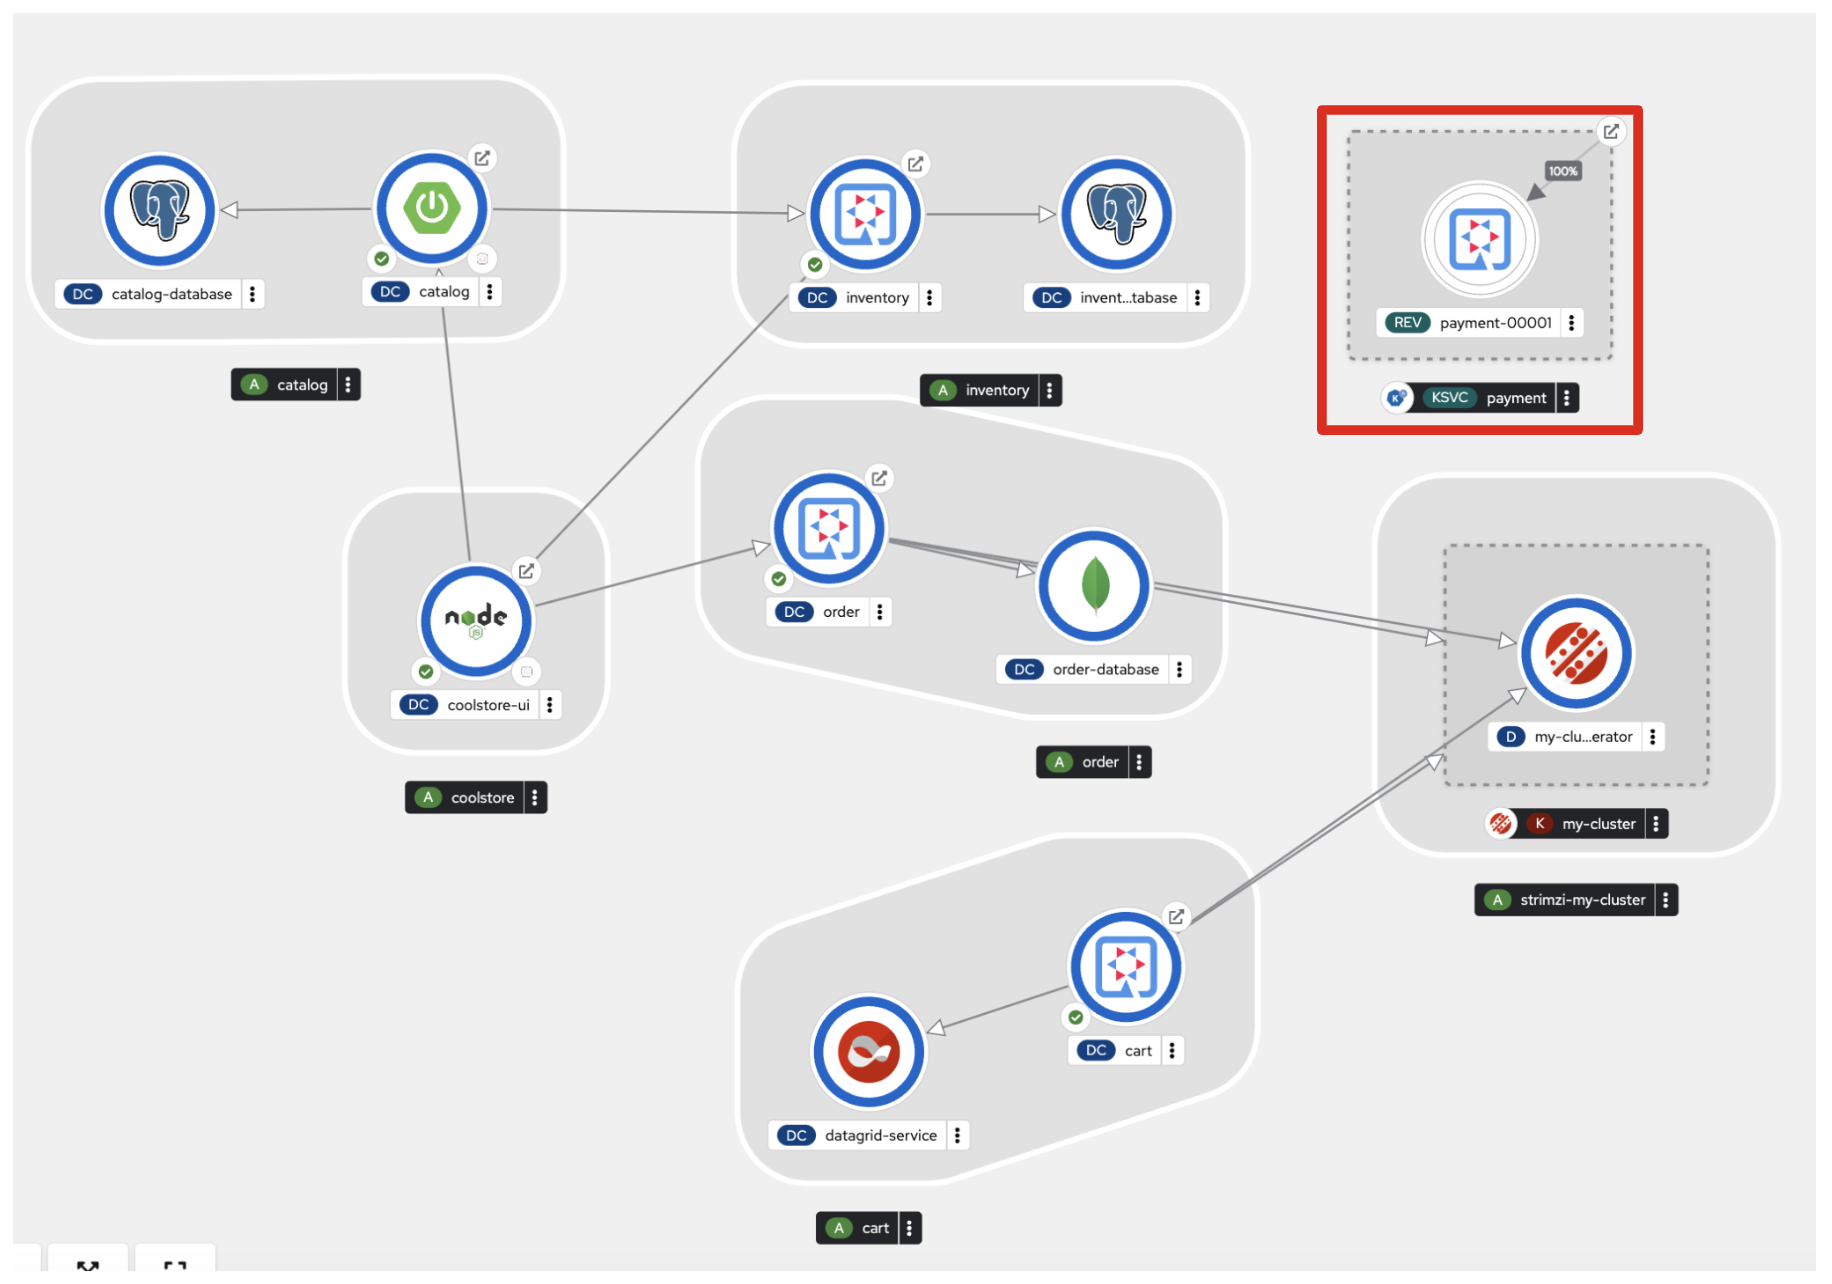 DC catalog-database
DC catalog
A catalog
DC inventory
DC invent...tabase
A inventory
100%
REV payment-00001
K KSVC payment
node
JS
DC coolstore-ui
A coolstore
DC order
DC order-database
A order
D my-clu...erator
K my-cluster
A strimzi-my-cluster
DC datagrid-service
DC cart
A cart